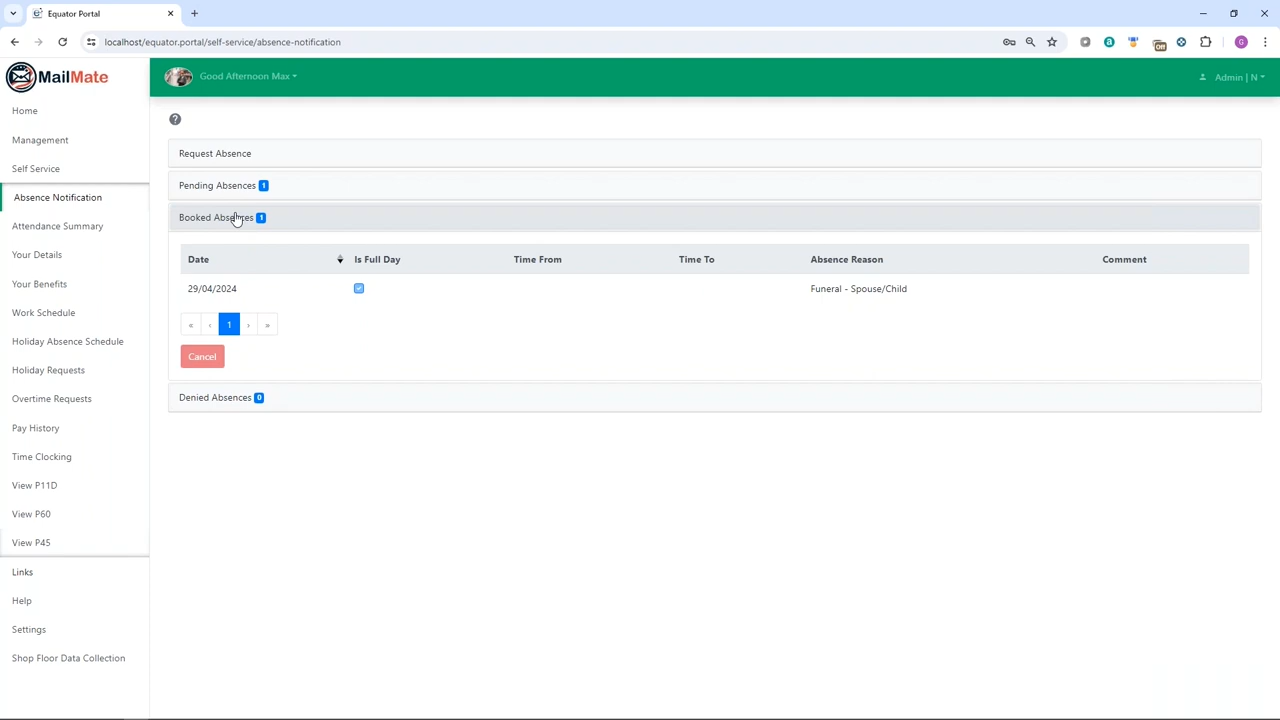 Equator Portal
localhost/equator.portal/self-service/absence-notification
Off
G
MailMate
Good Afternoon Max
Admin | N
Home
Management
Self Service
Absence Notification
Attendance Summary
Your Details
Your Benefits
Work Schedule
Holiday Absence Schedule
Holiday Requests
Overtime Requests
Pay History
Time Clocking
View P11D
View P60
View P45
Links
Help
Settings
Shop Floor Data Collection
?
Request Absence
Pending Absences 1
Booked Absences 1
Date Is Full Day Time From Time To Absence Reason Comment
29/04/2024 Funeral - Spouse/Child
« ‹ 1 › »
Cancel
Denied Absences 0